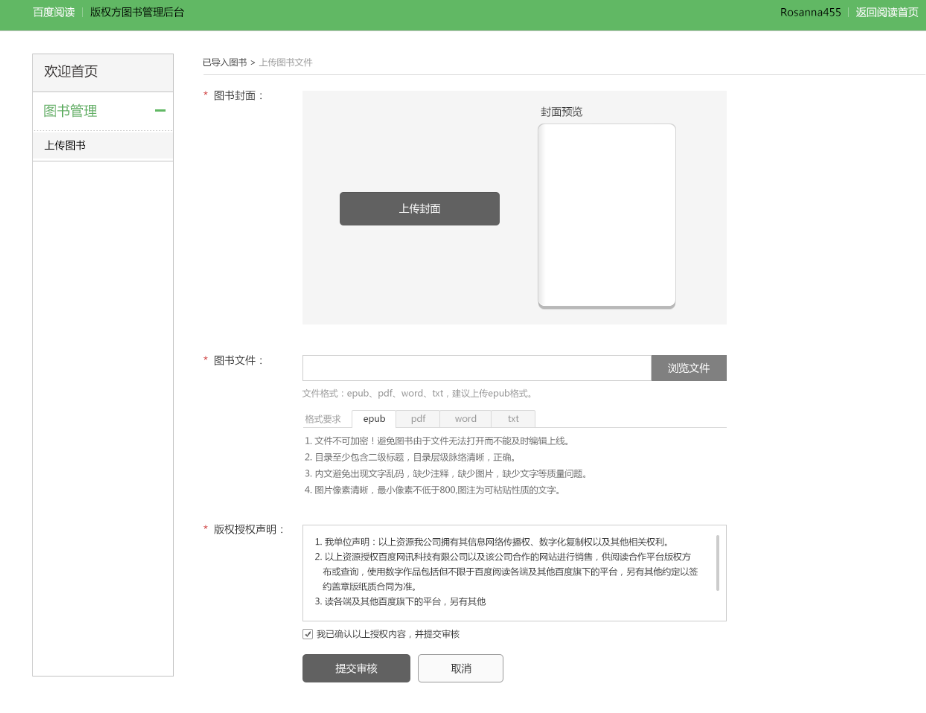 百度阅读 | 版权方图书管理后台
Rosanna455 | 返回阅读首页
欢迎首页
图书管理
上传图书
已导入图书 > 上传图书文件
* 图书封面：
封面预览
上传封面
* 图书文件：
浏览文件
文件格式：epub、pdf、word、txt，建议上传epub格式。
格式要求 epub pdf word txt
1. 文件不可加密！避免图书由于文件无法打开而不能及时编辑上线。
2. 目录至少包含二级标题，目录层级脉络清晰，正确。
3. 内文避免出现文字乱码，缺少注释，缺少图片，缺少文字等质量问题。
4. 图片像素清晰，最小像素不低于800,图注为可粘贴性质的文字。
* 版权授权声明：
1. 我单位声明：以上资源我公司拥有其信息网络传播权、数字化复制权以及其他相关权利。
2. 以上资源授权百度网讯科技有限公司以及该公司合作的网站进行销售，供阅读合作平台版权方
布或查询，使用数字作品包括但不限于百度阅读各端及其他百度旗下的平台，另有其他约定以签
约盖章版纸质合同为准。
3. 读各端及其他百度旗下的平台，另有其他
我已确认以上授权内容，并提交审核
提交审核
取消